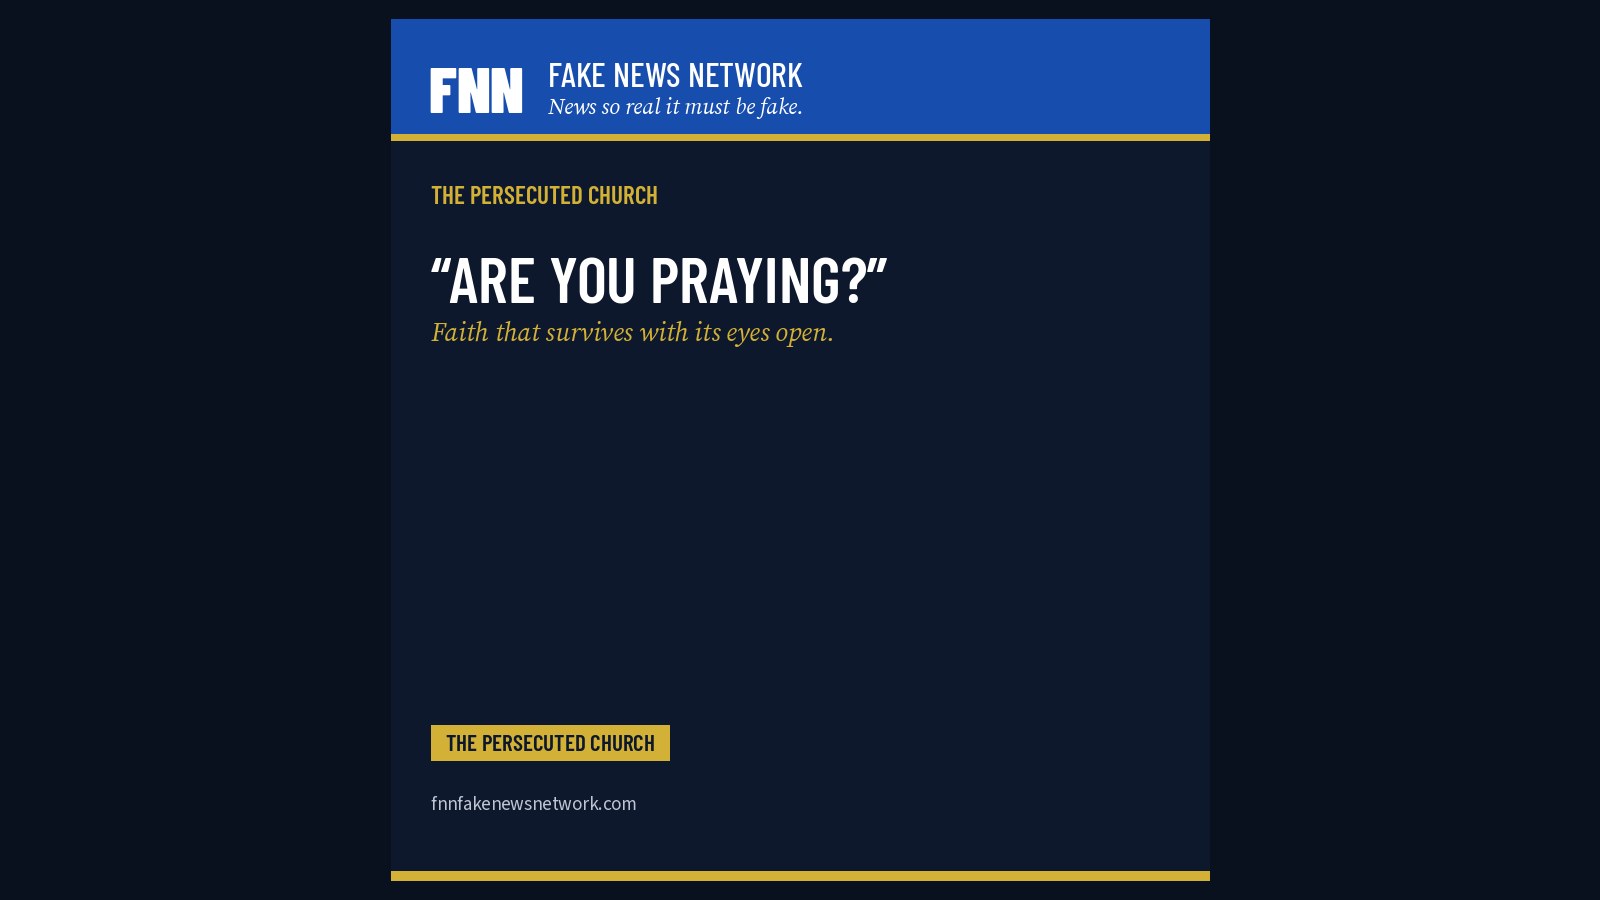 FNN
FAKE NEWS NETWORK
News so real it must be fake.
THE PERSECUTED CHURCH
“ARE YOU PRAYING?”
Faith that survives with its eyes open.
THE PERSECUTED CHURCH
fnnfakenewsnetwork.com